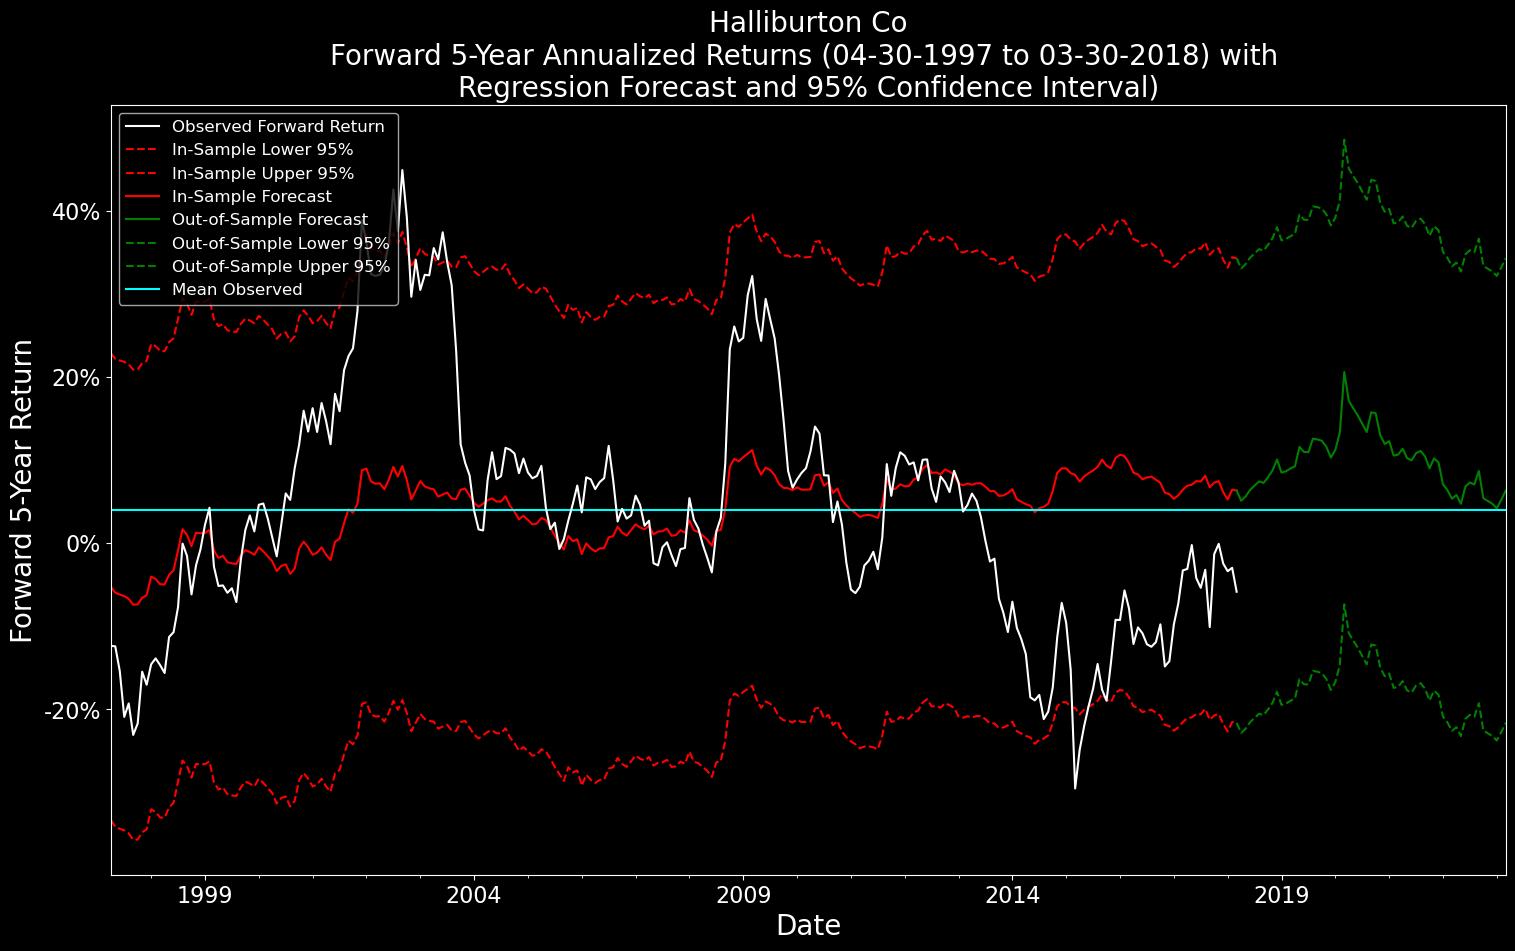 Halliburton Co
Forward 5-Year Annualized Returns (04-30-1997 to 03-30-2018) with
Regression Forecast and 95% Confidence Interval)
Observed Forward Return
In-Sample Lower 95%
In-Sample Upper 95%
In-Sample Forecast
Out-of-Sample Forecast
Out-of-Sample Lower 95%
Out-of-Sample Upper 95%
Mean Observed
Forward 5-Year Return
40%
20%
0%
-20%
1999
2004
2009
2014
2019
Date